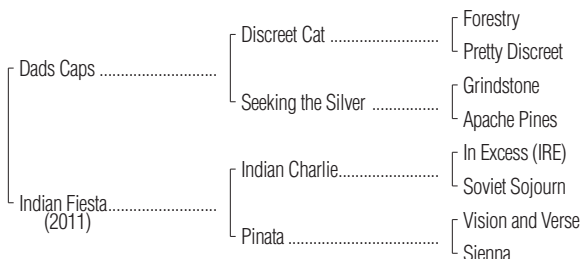 Forestry
Discreet Cat ..............................
Pretty Discreet
Dads Caps ................................
Grindstone
Seeking the Silver ..................
Apache Pines
In Excess (IRE)
Indian Charlie...........................
Soviet Sojourn
Indian Fiesta..............................
(2011)
Vision and Verse
Pinata .........................................
Sienna